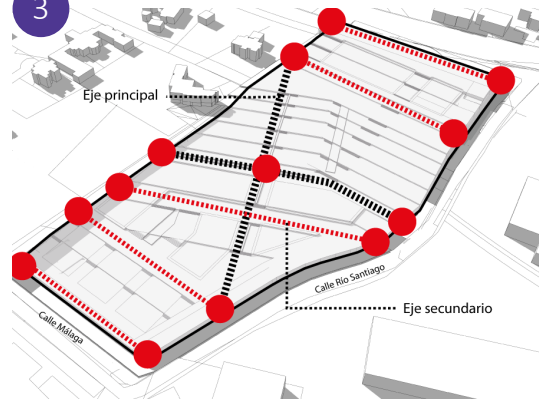 3
Eje principal
Calle Río Santiago
Eje secundario
Calle Málaga